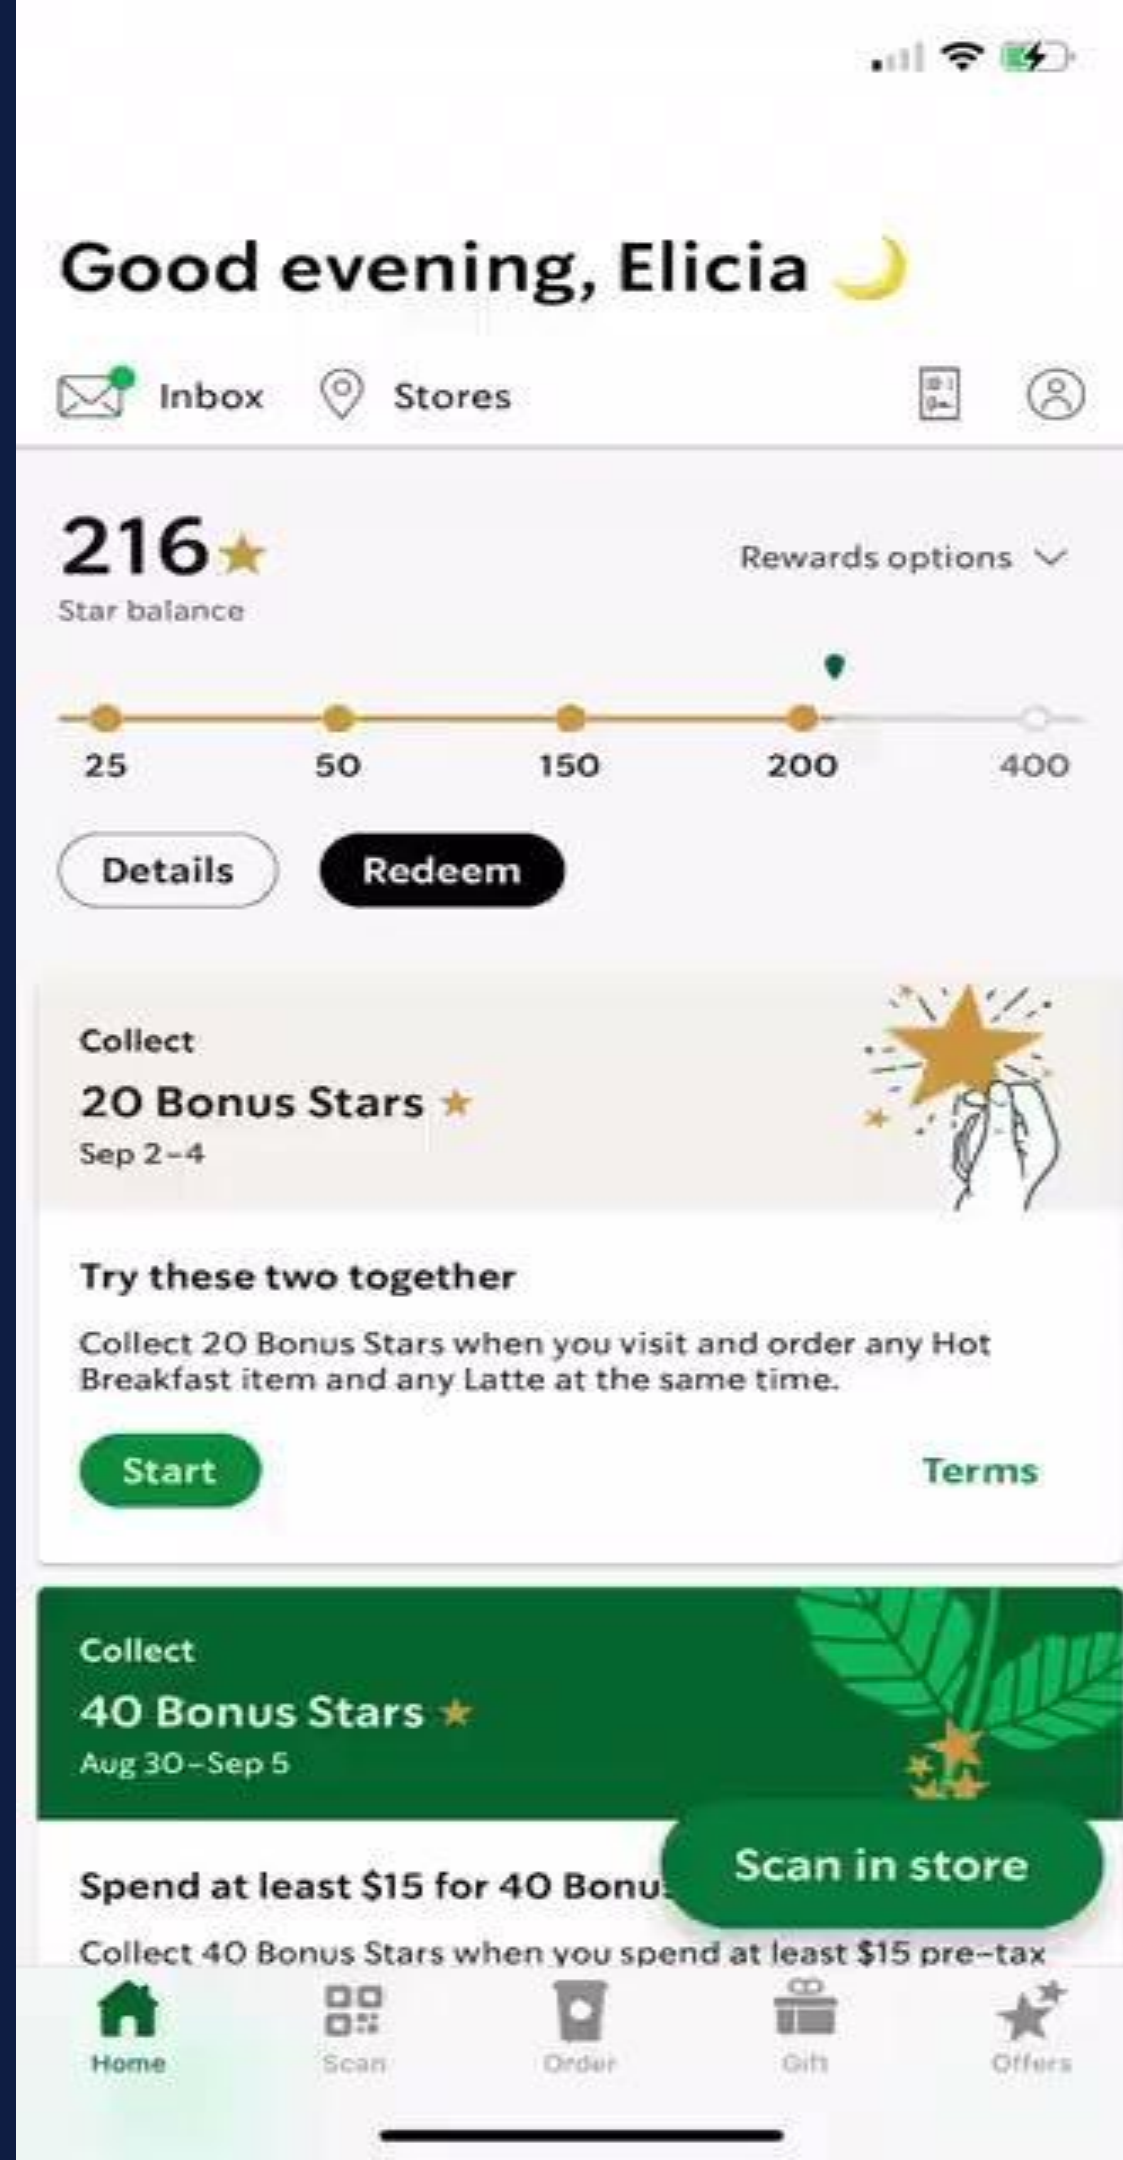 Good evening, Elicia
Inbox Stores
216
Rewards options
Star balance
25 50 150 200 400
Details Redeem
Collect
20 Bonus Stars
Sep 2-4
Try these two together
Collect 20 Bonus Stars when you visit and order any Hot
Breakfast item and any Latte at the same time.
Start Terms
Collect
40 Bonus Stars
Aug 30-Sep 5
Scan in store
Spend at least $15 for 40
Collect 40 Bonus Stars when you spend at least $15 pre-tax
Home Scan Order Gift Offers